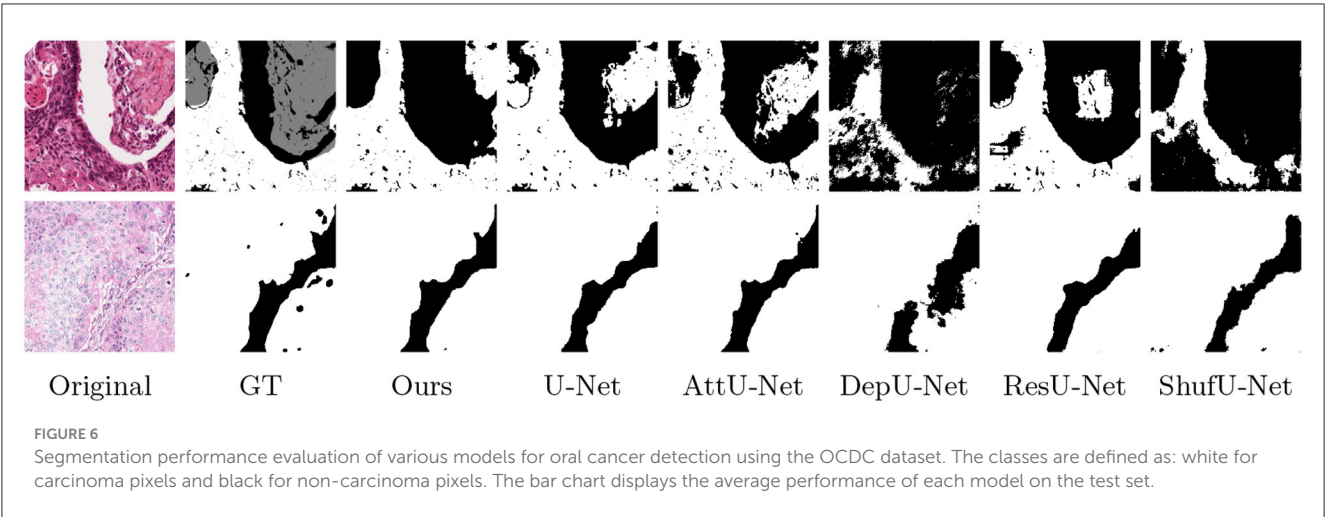 Original GT Ours U-Net AttU-Net DepU-Net ResU-Net ShufU-Net
FIGURE 6
Segmentation performance evaluation of various models for oral cancer detection using the OCDC dataset. The classes are defined as: white for
carcinoma pixels and black for non-carcinoma pixels. The bar chart displays the average performance of each model on the test set.